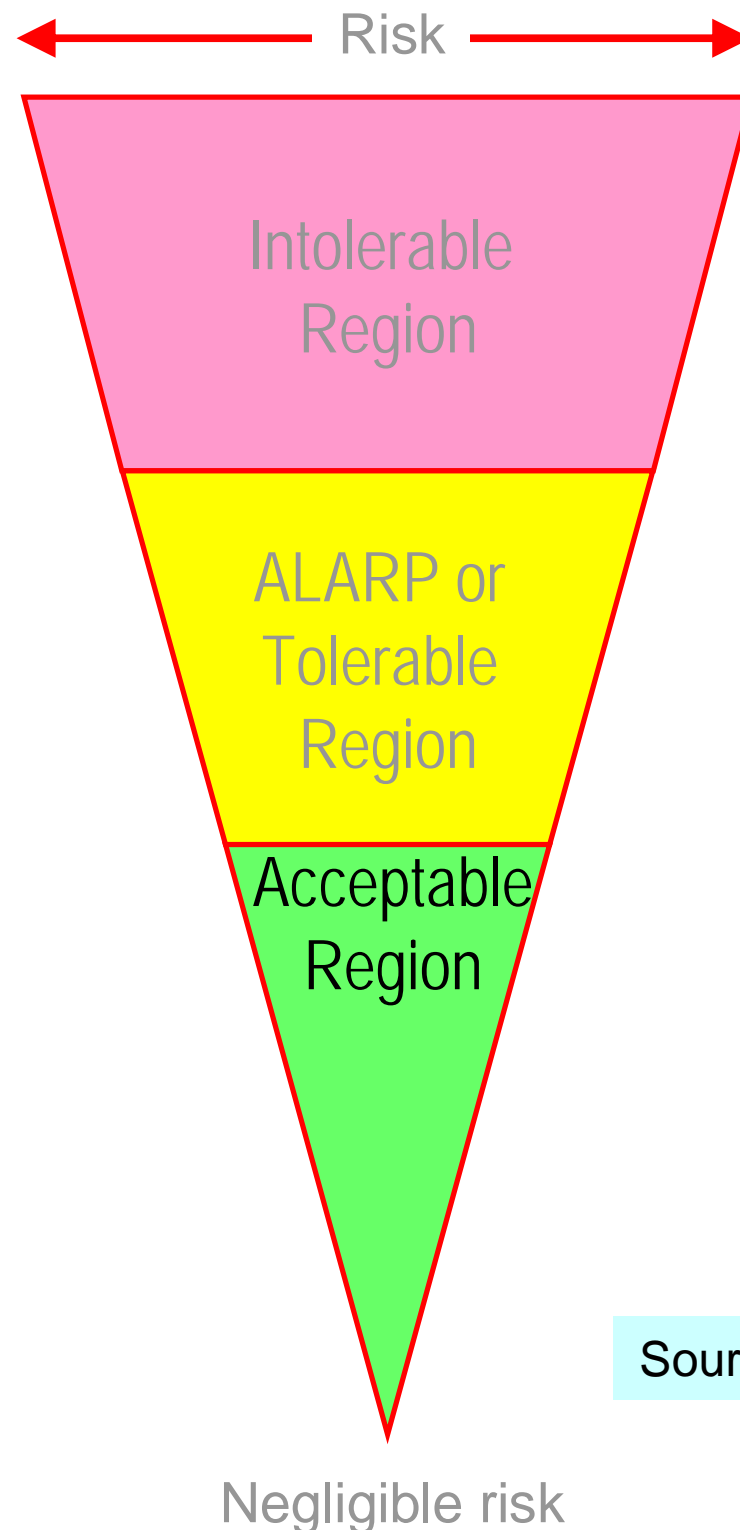 Risk
Intolerable
Region
ALARP or
Tolerable
Region
Acceptable
Region
Sour
Negligible risk